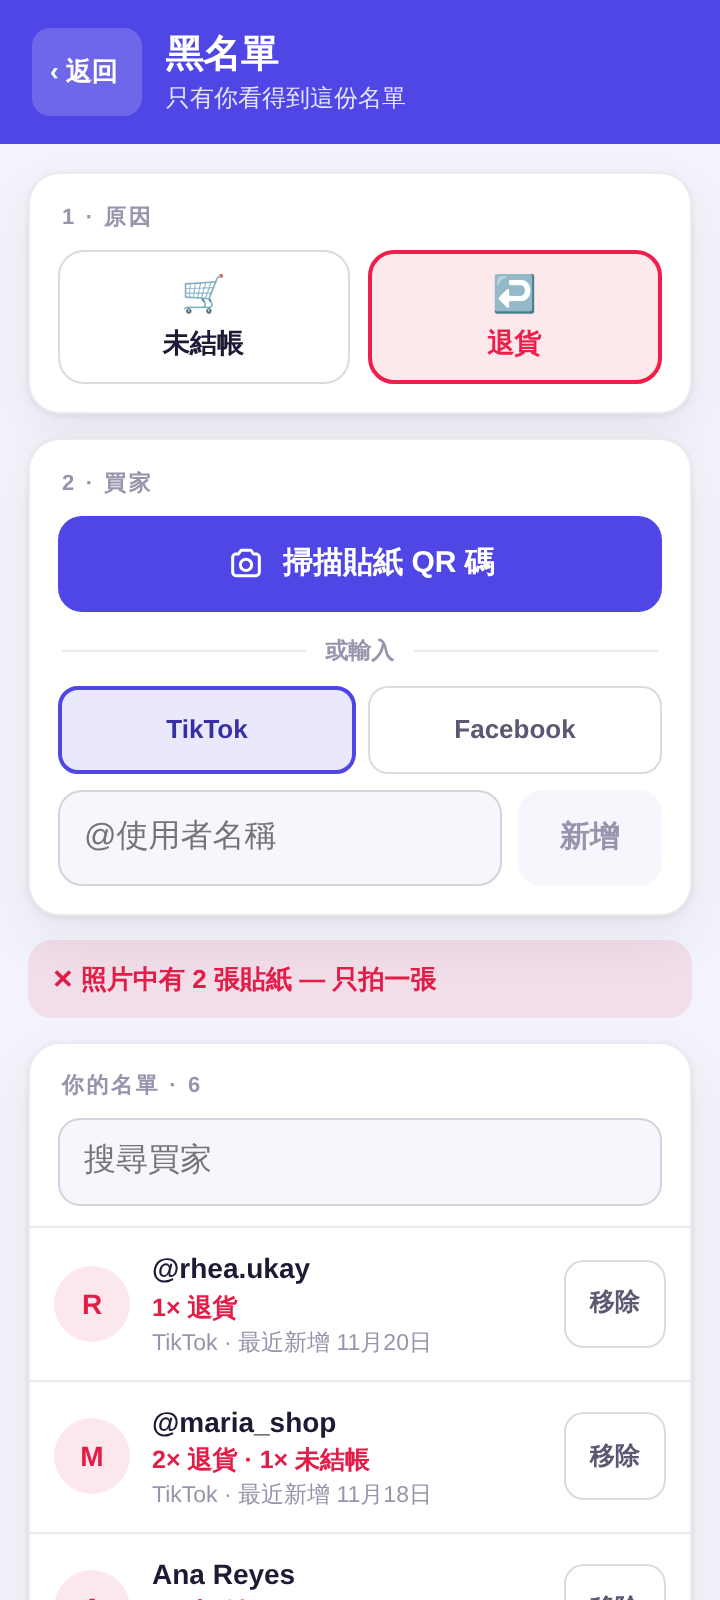 ‹ 返回
黑名單
只有你看得到這份名單
1 · 原因
未結帳
退貨
2 · 買家
掃描貼紙 QR 碼
或輸入
TikTok
Facebook
@使用者名稱
新增
✕ 照片中有 2 張貼紙 — 只拍一張
你的名單 · 6
搜尋買家
R
@rhea.ukay
1× 退貨
TikTok · 最近新增 11月20日
移除
M
@maria_shop
2× 退貨 · 1× 未結帳
TikTok · 最近新增 11月18日
移除
Ana Reyes